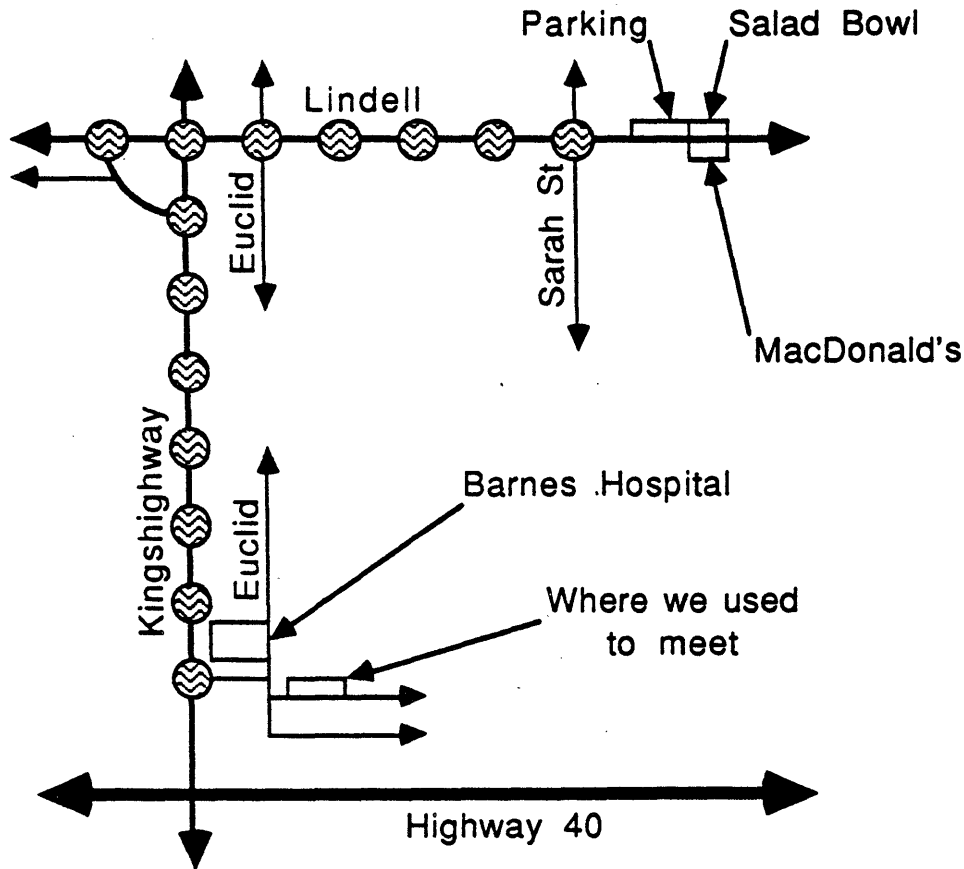 Parking
Salad Bowl
Lindell
Euclid
Sarah St
MacDonald's
Kingshighway
Euclid
Barnes .Hospital
Where we used
to meet
Highway 40